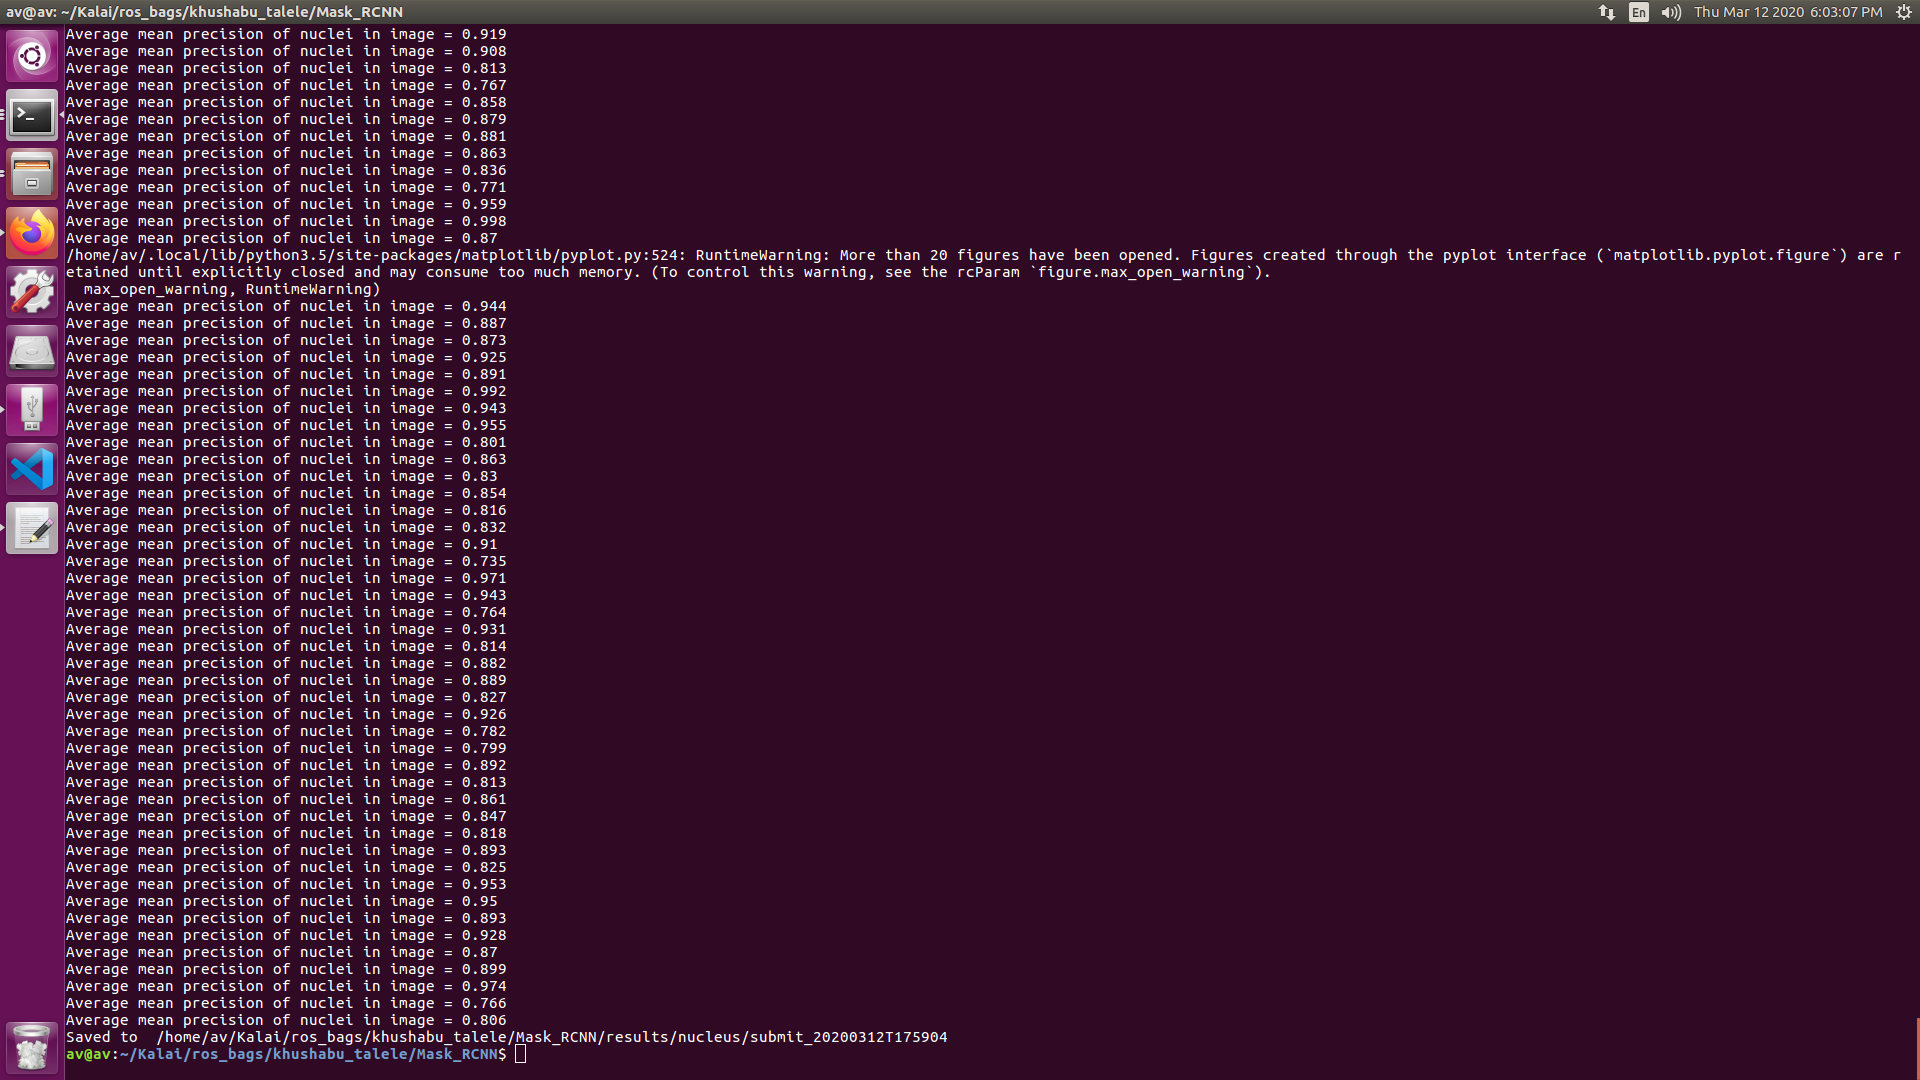 av@av: ~/Kalai/ros_bags/khushabu_talele/Mask_RCNN
En
Thu Mar 12 2020 6:03:07 PM
Average mean precision of nuclei in image = 0.919
Average mean precision of nuclei in image = 0.908
Average mean precision of nuclei in image = 0.813
Average mean precision of nuclei in image = 0.767
Average mean precision of nuclei in image = 0.858
Average mean precision of nuclei in image = 0.879
Average mean precision of nuclei in image = 0.881
Average mean precision of nuclei in image = 0.863
Average mean precision of nuclei in image = 0.836
Average mean precision of nuclei in image = 0.771
Average mean precision of nuclei in image = 0.959
Average mean precision of nuclei in image = 0.998
Average mean precision of nuclei in image = 0.87
/home/av/.local/lib/python3.5/site-packages/matplotlib/pyplot.py:524: RuntimeWarning: More than 20 figures have been opened. Figures created through the pyplot interface (`matplotlib.pyplot.figure`) are r
etained until explicitly closed and may consume too much memory. (To control this warning, see the rcParam `figure.max_open_warning`).
max_open_warning, RuntimeWarning)
Average mean precision of nuclei in image = 0.944
Average mean precision of nuclei in image = 0.887
Average mean precision of nuclei in image = 0.873
Average mean precision of nuclei in image = 0.925
Average mean precision of nuclei in image = 0.891
Average mean precision of nuclei in image = 0.992
Average mean precision of nuclei in image = 0.943
Average mean precision of nuclei in image = 0.955
Average mean precision of nuclei in image = 0.801
Average mean precision of nuclei in image = 0.863
Average mean precision of nuclei in image = 0.83
Average mean precision of nuclei in image = 0.854
Average mean precision of nuclei in image = 0.816
Average mean precision of nuclei in image = 0.832
Average mean precision of nuclei in image = 0.91
Average mean precision of nuclei in image = 0.735
Average mean precision of nuclei in image = 0.971
Average mean precision of nuclei in image = 0.943
Average mean precision of nuclei in image = 0.764
Average mean precision of nuclei in image = 0.931
Average mean precision of nuclei in image = 0.814
Average mean precision of nuclei in image = 0.882
Average mean precision of nuclei in image = 0.889
Average mean precision of nuclei in image = 0.827
Average mean precision of nuclei in image = 0.926
Average mean precision of nuclei in image = 0.782
Average mean precision of nuclei in image = 0.799
Average mean precision of nuclei in image = 0.892
Average mean precision of nuclei in image = 0.813
Average mean precision of nuclei in image = 0.861
Average mean precision of nuclei in image = 0.847
Average mean precision of nuclei in image = 0.818
Average mean precision of nuclei in image = 0.893
Average mean precision of nuclei in image = 0.825
Average mean precision of nuclei in image = 0.953
Average mean precision of nuclei in image = 0.95
Average mean precision of nuclei in image = 0.893
Average mean precision of nuclei in image = 0.928
Average mean precision of nuclei in image = 0.87
Average mean precision of nuclei in image = 0.899
Average mean precision of nuclei in image = 0.974
Average mean precision of nuclei in image = 0.766
Average mean precision of nuclei in image = 0.806
Saved to  /home/av/Kalai/ros_bags/khushabu_talele/Mask_RCNN/results/nucleus/submit_20200312T175904
av@av:~/Kalai/ros_bags/khushabu_talele/Mask_RCNN$